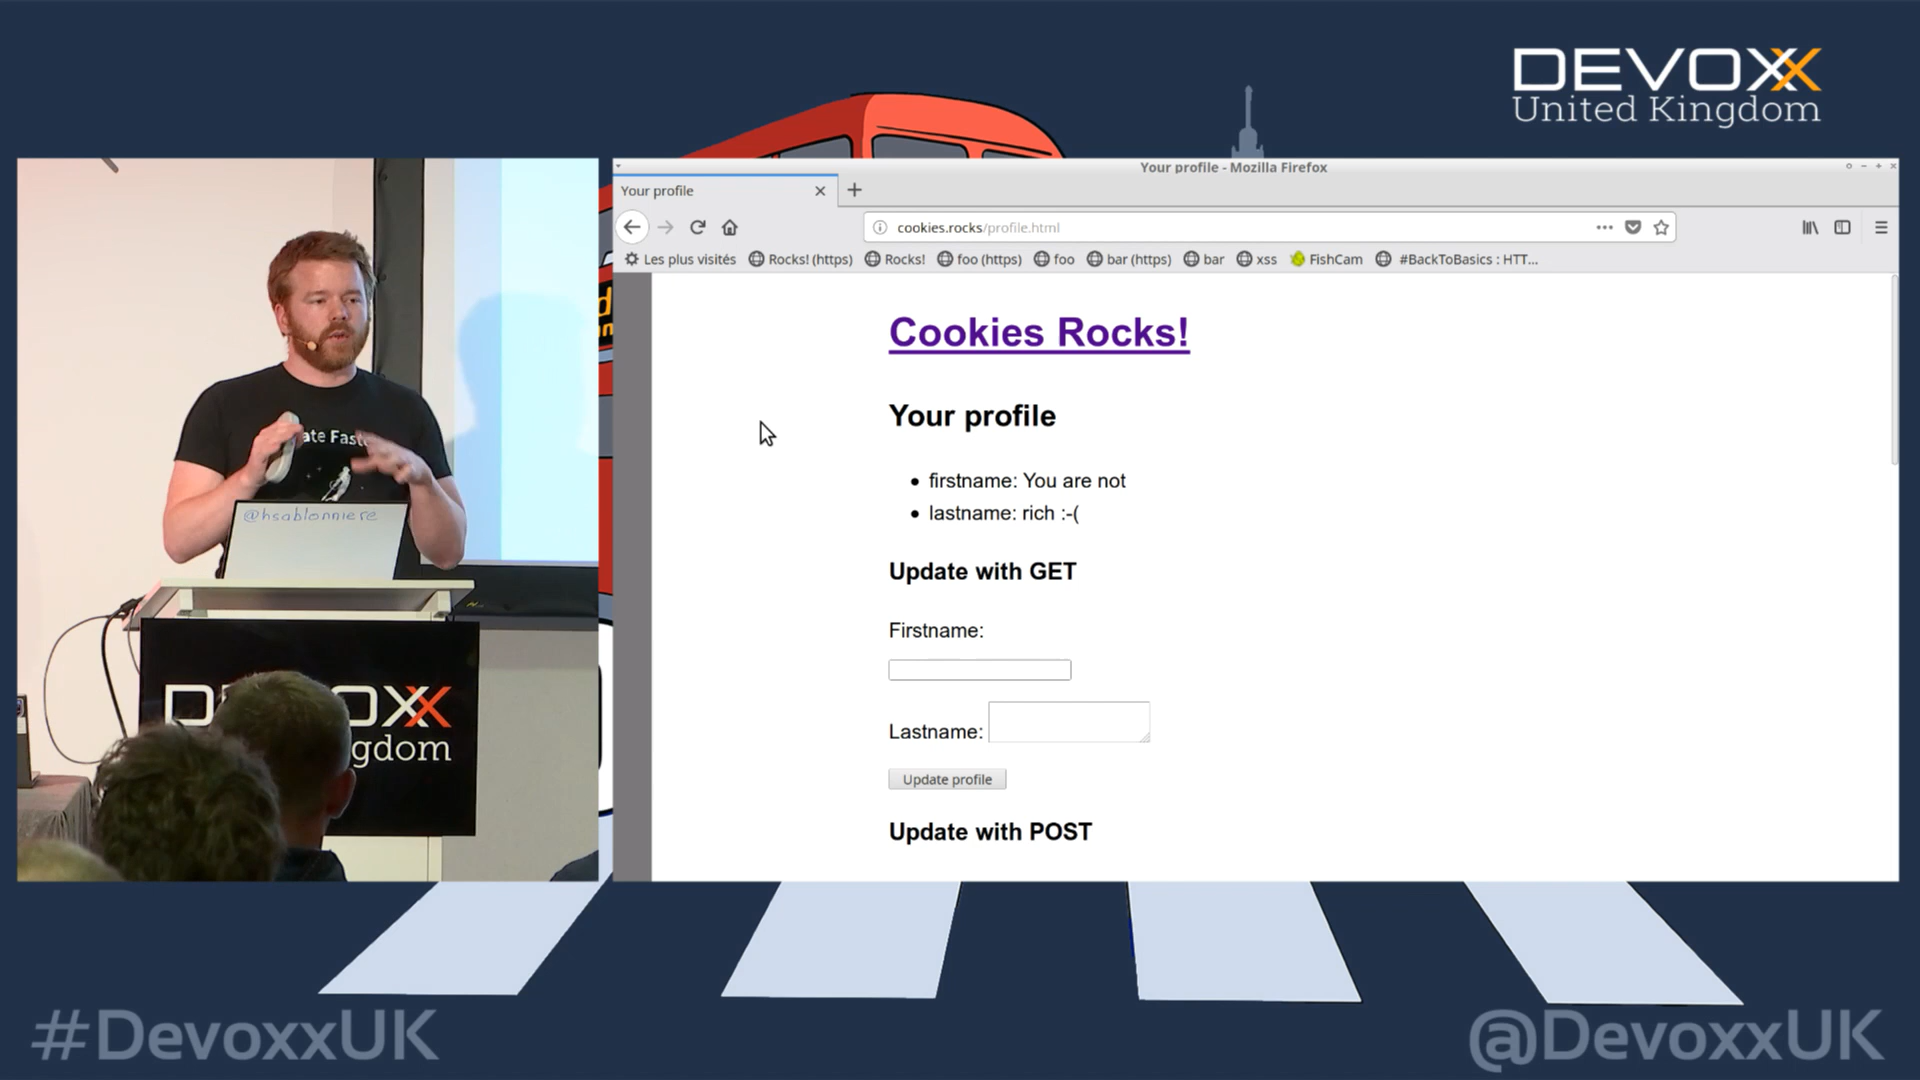 DEVOXX
United Kingdom
Your profile - Mozilla Firefox
Your profile
cookies.rocks/profile.html
Les plus visités Rocks! (https) Rocks! foo (https) foo bar (https) bar xss FishCam #BackToBasics : HTT...
Cookies Rocks!
Your profile
firstname: You are not
lastname: rich :-(
Update with GET
Firstname:
Lastname:
Update profile
Update with POST
@hsablonniere
#DevoxxUK
@DevoxxUK